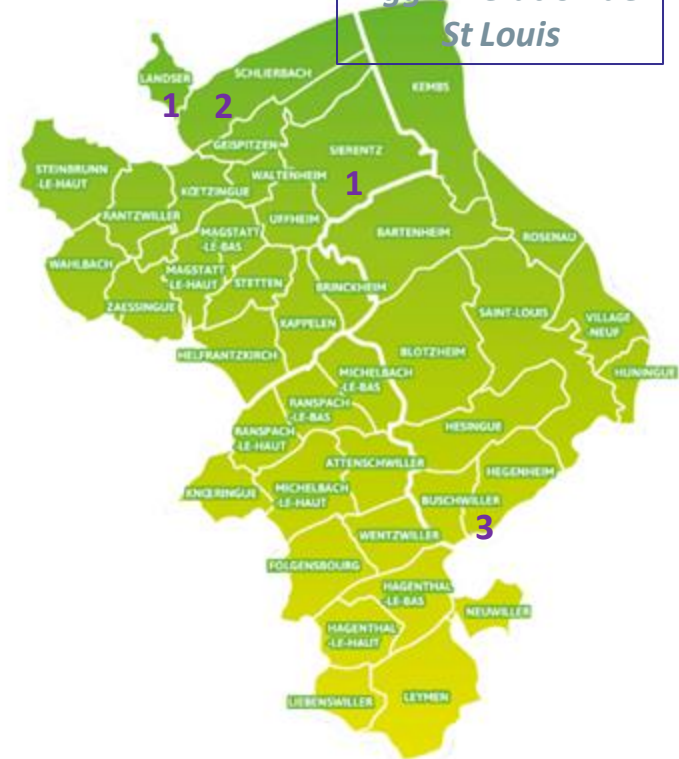 St Louis
LANDSER
SCHLIERBACH
KEMBS
1
2
GEISPITZEN
SIERENTZ
STEINBRUNN
-LE-HAUT
KŒTZINGUE
WALTENHEIM
1
RANTZWILLER
UFFHEIM
MAGSTATT
-LE-BAS
BARTENHEIM
ROSENAU
WAHLBACH
MAGSTATT
-LE-HAUT
STETTEN
BRINCKHEIM
ZAESSINGUE
SAINT-LOUIS
VILLAGE
-NEUF
KAPPELEN
HELFRANTZKIRCH
BLOTZHEIM
MICHELBACH
-LE-BAS
HUNINGUE
RANSPACH
-LE-BAS
RANSPACH
-LE-HAUT
HESINGUE
ATTENSCHWILLER
HEGENHEIM
KNŒRINGUE
MICHELBACH
-LE-HAUT
BUSCHWILLER
3
WENTZWILLER
FOLGENSBOURG
HAGENTHAL
-LE-BAS
NEUWILLER
HAGENTHAL
-LE-HAUT
LIEBENSWILLER
LEYMEN